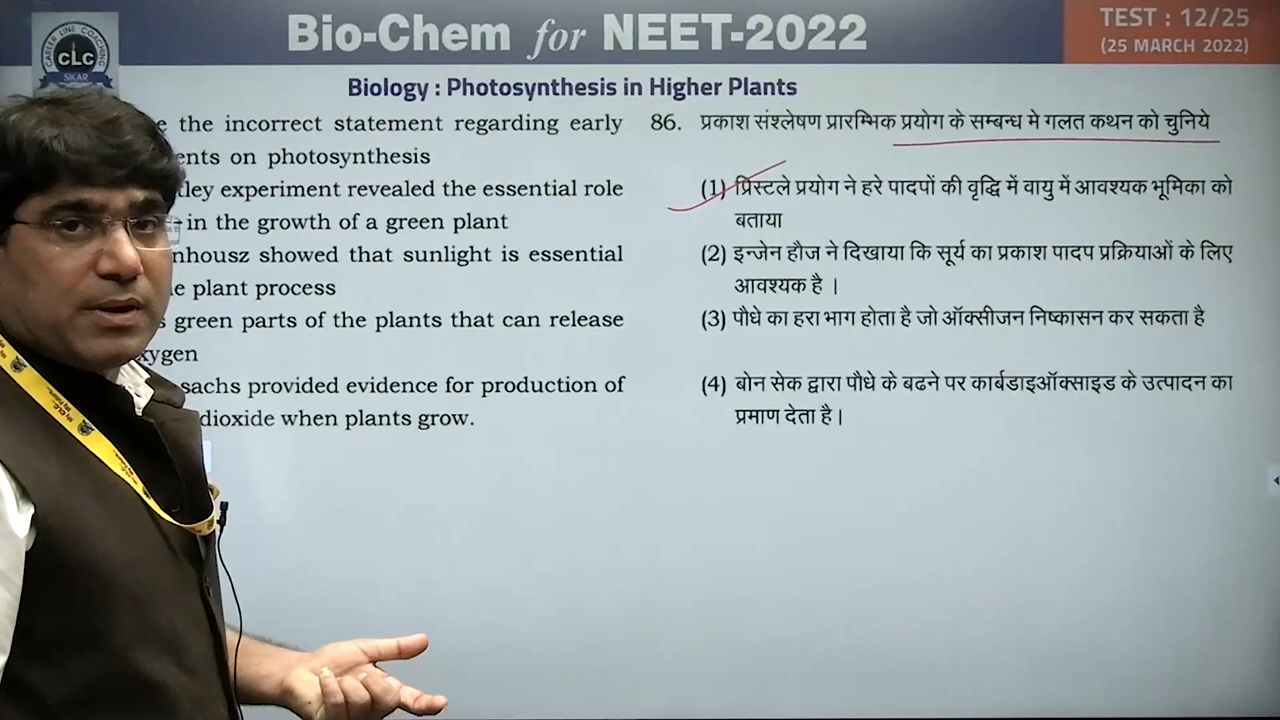 Bio-Chem for NEET-2022
TEST : 12/25
(25 MARCH 2022)
CAREER LINE COACHING
CLC
SIKAR
Biology : Photosynthesis in Higher Plants
the incorrect statement regarding early
on photosynthesis
experiment revealed the essential role
in the growth of a green plant
showed that sunlight is essential
plant process
green parts of the plants that can release
sachs provided evidence for production of
dioxide when plants grow.
86. प्रकाश संश्लेषण प्रारम्भिक प्रयोग के सम्बन्ध मे गलत कथन को चुनिये
(1) प्रिस्टले प्रयोग ने हरे पादपों की वृद्धि में वायु में आवश्यक भूमिका को
बताया
(2) इन्जेन हौज ने दिखाया कि सूर्य का प्रकाश पादप प्रक्रियाओं के लिए
आवश्यक है ।
(3) पौधे का हरा भाग होता है जो ऑक्सीजन निष्कासन कर सकता है
(4) बोन सेक द्वारा पौधे के बढने पर कार्बडाइऑक्साइड के उत्पादन का
प्रमाण देता है।